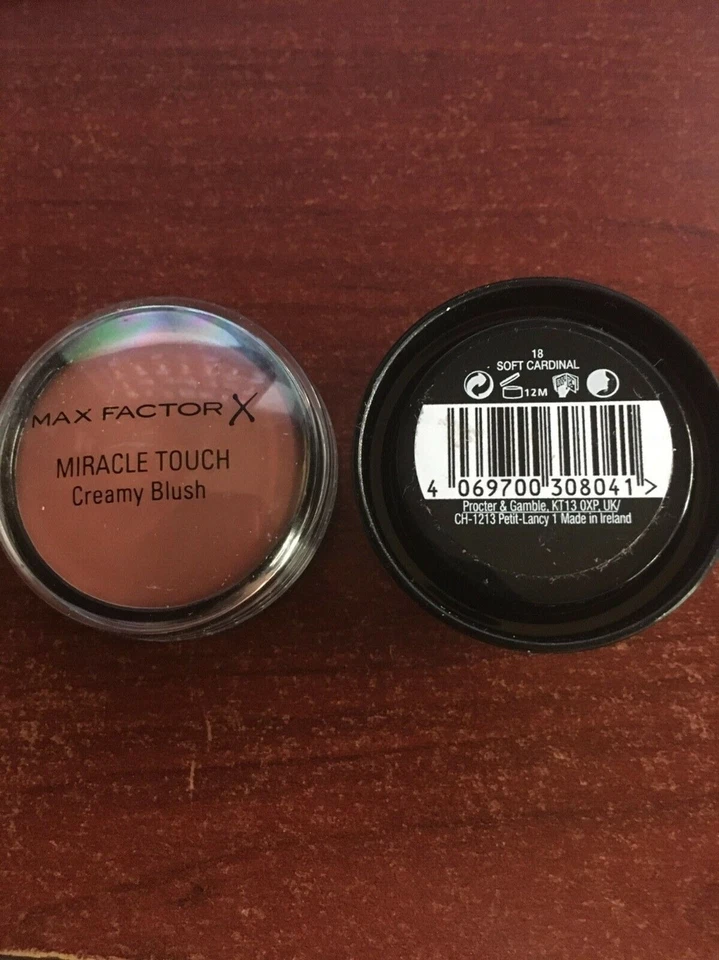 MAX FACTOR X
MIRACLE TOUCH
Creamy Blush
18
SOFT CARDINAL
12M
4 069700 308041 >
Procter & Gamble, KT13 0XP, UK/
CH-1213 Petit-Lancy 1 Made in Ireland